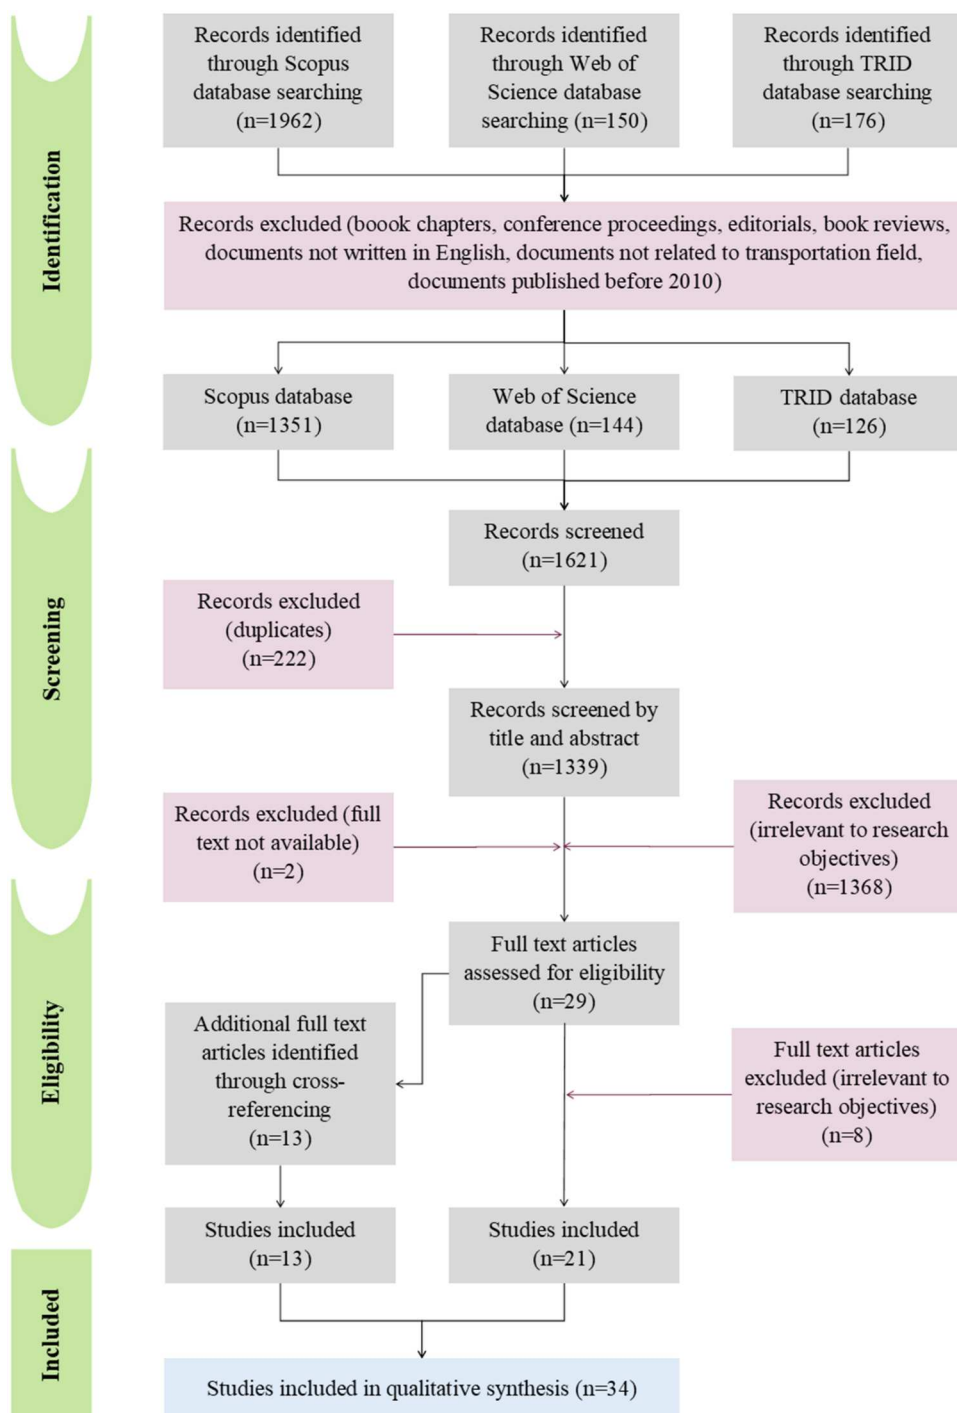 Identification
Records identified
through Scopus
database searching
(n=1962)
Records identified
through Web of
Science database
searching (n=150)
Records identified
through TRID
database searching
(n=176)
Records excluded (boook chapters, conference proceedings, editorials, book reviews,
documents not written in English, documents not related to transportation field,
documents published before 2010)
Scopus database
(n=1351)
Web of Science
database (n=144)
TRID database
(n=126)
Screening
Records screened
(n=1621)
Records excluded
(duplicates)
(n=222)
Records screened by
title and abstract
(n=1339)
Records excluded (full
text not available)
(n=2)
Records excluded
(irrelevant to research
objectives)
(n=1368)
Eligibility
Full text articles
assessed for eligibility
(n=29)
Additional full text
articles identified
through cross-
referencing
(n=13)
Full text articles
excluded (irrelevant to
research objectives)
(n=8)
Studies included
(n=13)
Studies included
(n=21)
Included
Studies included in qualitative synthesis (n=34)